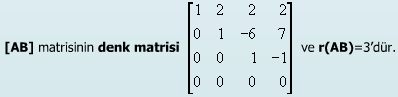 [AB] matrisinin denk matrisi
1 2 2 2
0 1 -6 7
0 0 1 -1
0 0 0 0
ve r(AB)=3'dür.